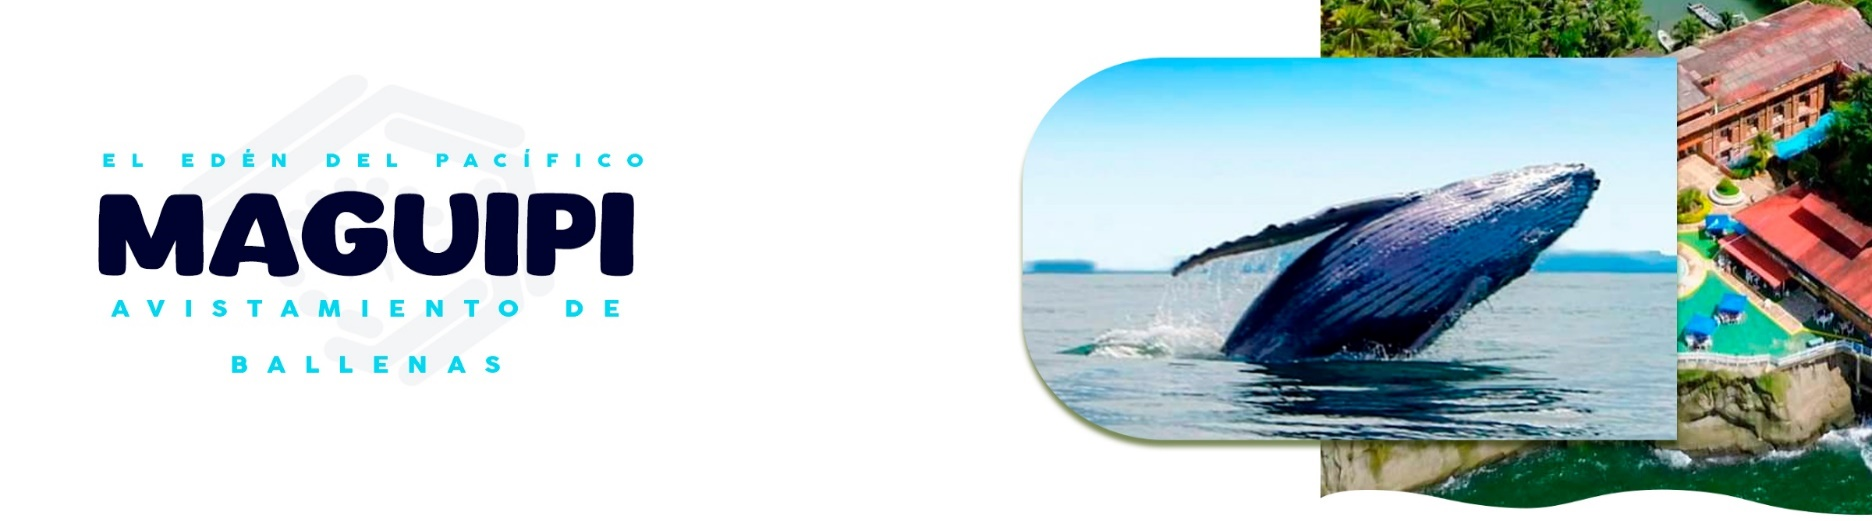 EL EDÉN DEL PACÍFICO
MAGUIPI
AVISTAMIENTO DE
BALLENAS